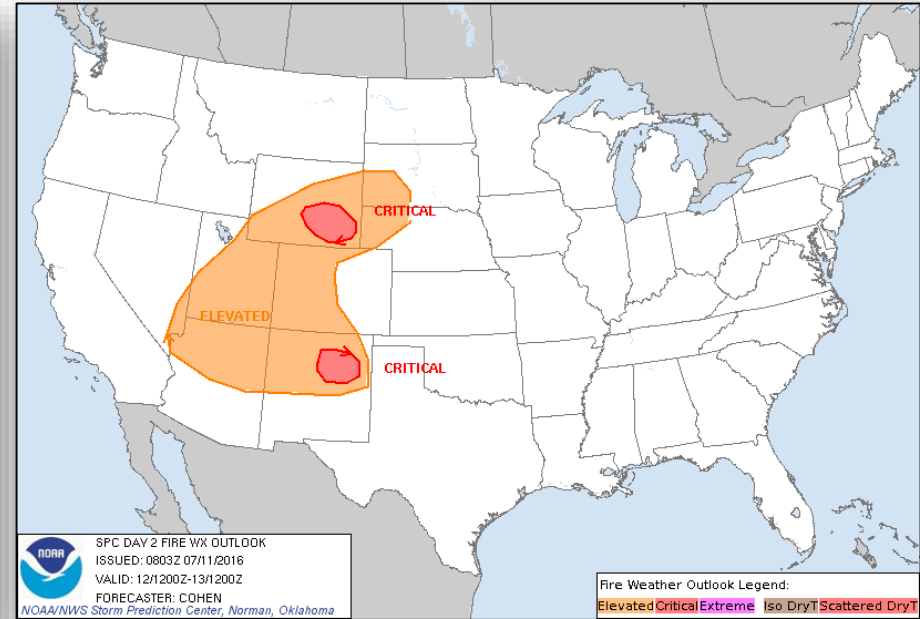 CRITICAL
ELEVATED
CRITICAL
NOAA
SPC DAY 2 FIRE WX OUTLOOK
ISSUED: 0803Z 07/11/2016
VALID: 12/1200Z-13/1200Z
FORECASTER: COHEN
NOAA/NWS Storm Prediction Center, Norman, Oklahoma
Fire Weather Outlook Legend:
Elevated Critical Extreme Iso DryT Scattered DryT